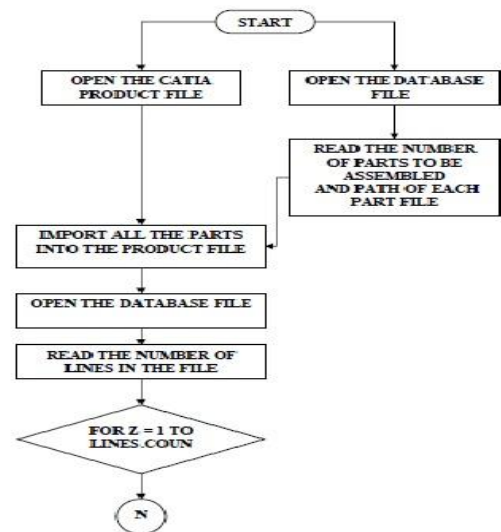 START
OPEN THE CATIA
PRODUCT FILE
OPEN THE DATABASE
FILE
READ THE NUMBER
OF PARTS TO BE
ASSEMBLED
AND PATH OF EACH
PART FILE
IMPORT ALL THE PARTS
INTO THE PRODUCT FILE
OPEN THE DATABASE FILE
READ THE NUMBER OF
LINES IN THE FILE
FOR Z = 1 TO
LINES.COUN
N